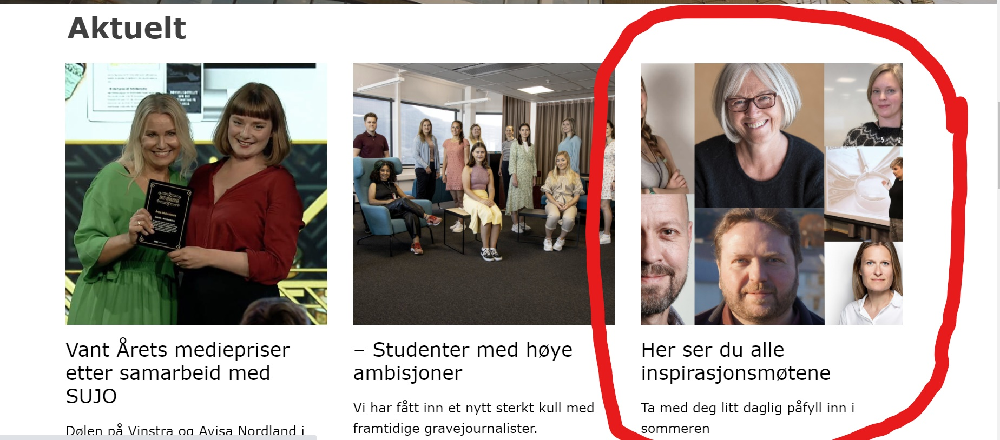 Aktuelt
ÅRETS MEDIEPRISER
Vant Årets mediepriser
etter samarbeid med
SUJO
Dølen på Vinstra og Avisa Nordland i
– Studenter med høye
ambisjoner
Vi har fått inn et nytt sterkt kull med
framtidige gravejournalister.
Her ser du alle
inspirasjonsmøtene
Ta med deg litt daglig påfyll inn i
sommeren